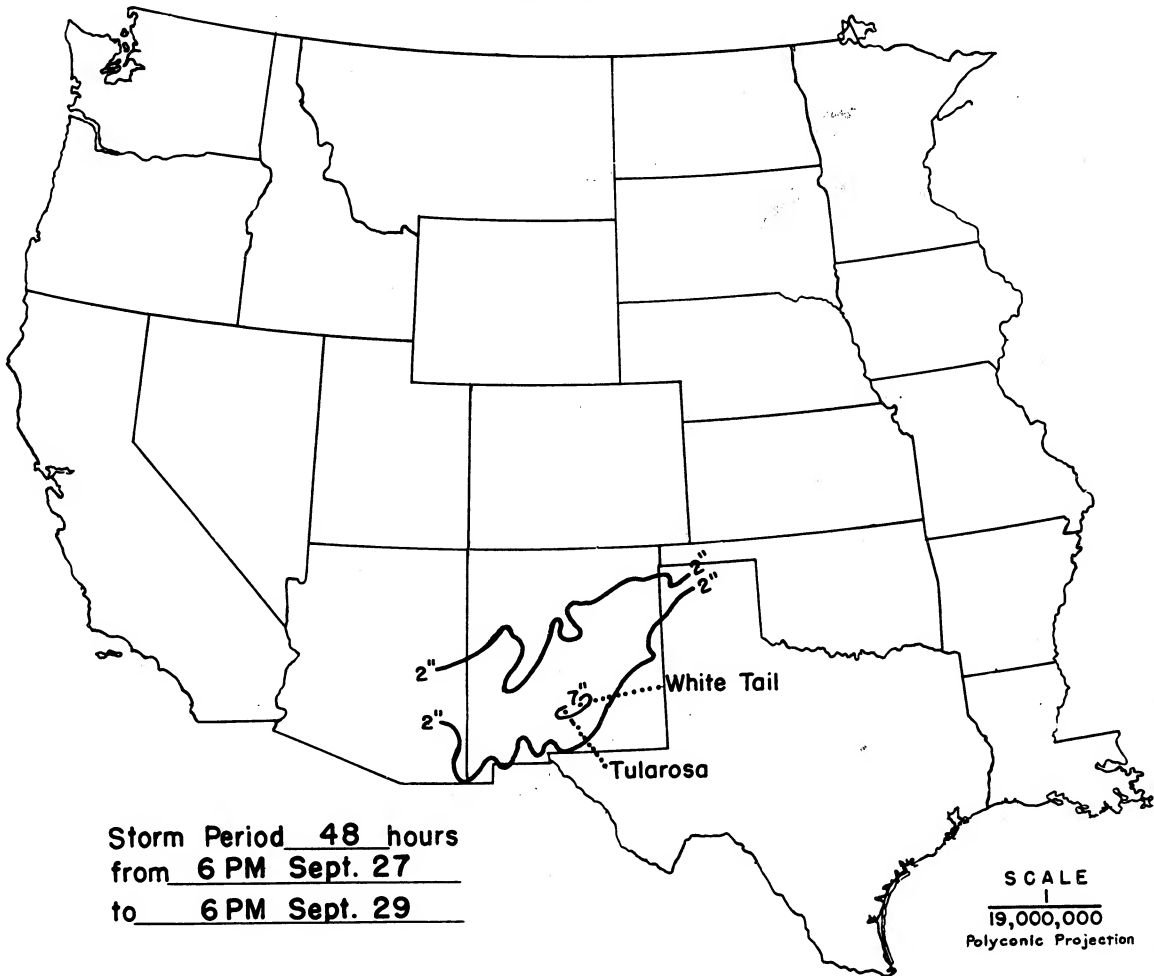 2"
2"
2"
7"
White Tail
2"
Tularosa
Storm Period 48 hours
from 6 PM Sept. 27
to 6 PM Sept. 29
SCALE
1
19,000,000
Polyconic Projection